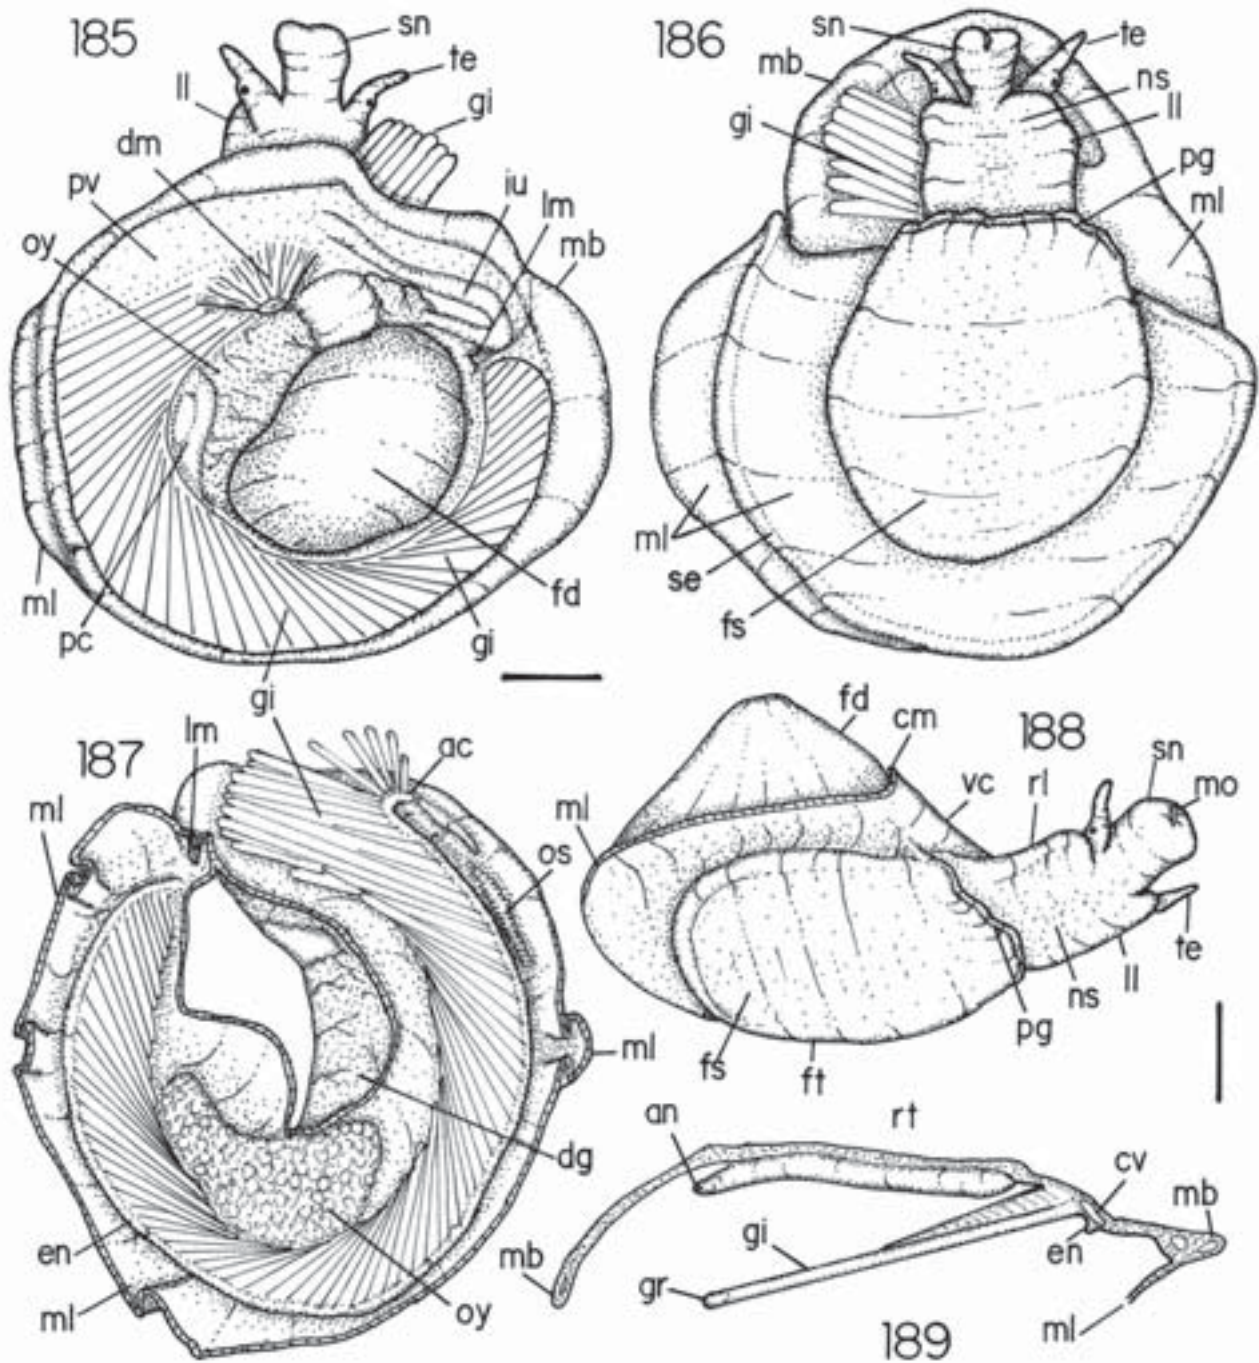 185
sn
te
ll
gi
dm
pv
iu
lm
oy
mb
ml
pc
gi
fd
gi
186
sn
te
mb
ns
ll
gi
pg
ml
ml
se
fs
187
lm
ac
ml
os
ml
dg
en
ml
oy
188
fd
cm
sn
mo
vc
rl
ml
te
ll
ns
pg
fs
ft
an
rt
cv
mb
gi
en
mb
gr
ml
189